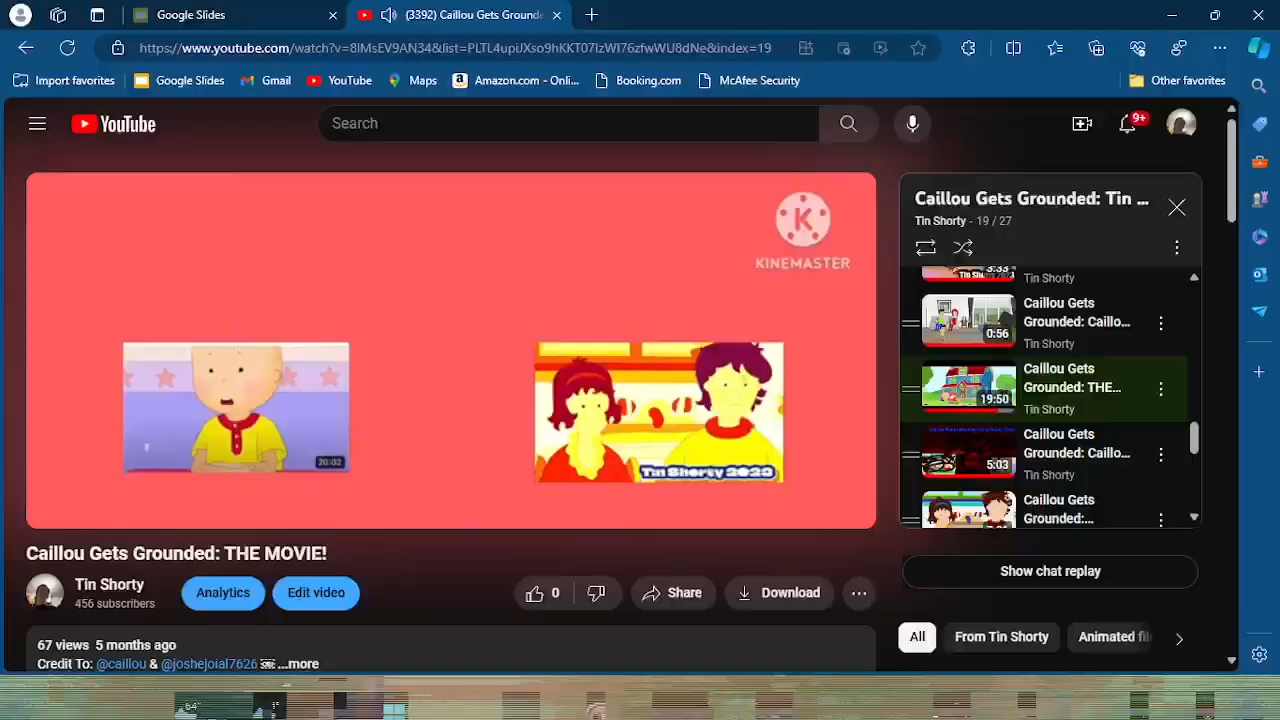 Google Slides
(3392) Caillou Gets Grounde
https://www.youtube.com/watch?v=8lMsEV9AN34&list=PLTL4upiJXso9hKKT07IzWI76zfwWU8dNe&index=19
Import favorites
Google Slides
Gmail
YouTube
Maps
Amazon.com - Onli...
Booking.com
McAfee Security
Other favorites
YouTube
Search
9+
KINEMASTER
20:02
Tin Shorty 2020
Caillou Gets Grounded: Tin ...
Tin Shorty - 19 / 27
3:33
Tin Shorty
Caillou Gets
Grounded: Caillo...
0:56
Tin Shorty
Caillou Gets
Grounded: THE...
19:50
Tin Shorty
Caillou Gets
Grounded: Caillo...
5:03
Tin Shorty
Caillou Gets
Grounded:...
Show chat replay
Caillou Gets Grounded: THE MOVIE!
Tin Shorty
456 subscribers
Analytics
Edit video
0
Share
Download
All
From Tin Shorty
Animated fil
67 views 5 months ago
Credit To: @caillou & @joshejoial7626 ...more